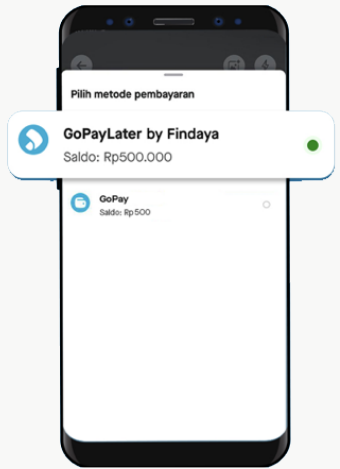 Pilih metode pembayaran
GoPayLater by Findaya
Saldo: Rp500.000
GoPay
Saldo: Rp500